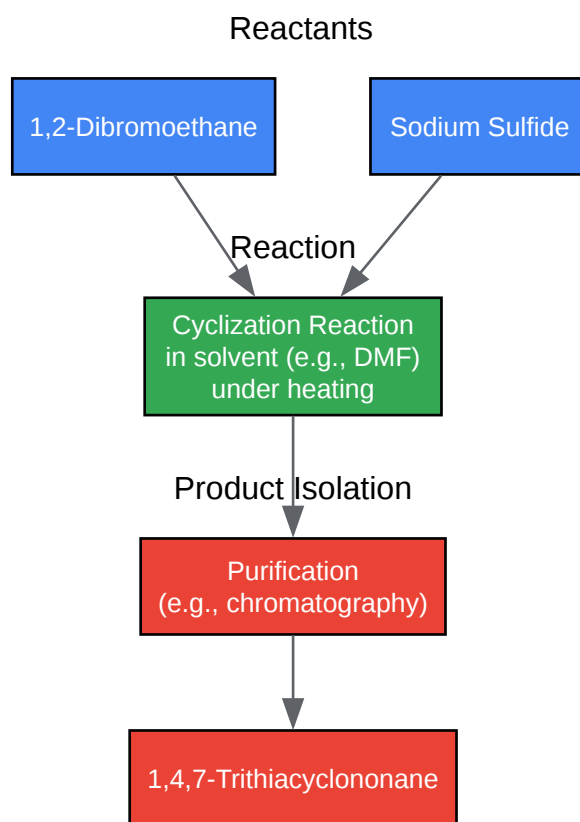 Reactants
1,2-Dibromoethane
Sodium Sulfide
Reaction
Cyclization Reaction
in solvent (e.g., DMF)
under heating
Product Isolation
Purification
(e.g., chromatography)
1,4,7-Trithiacyclononane